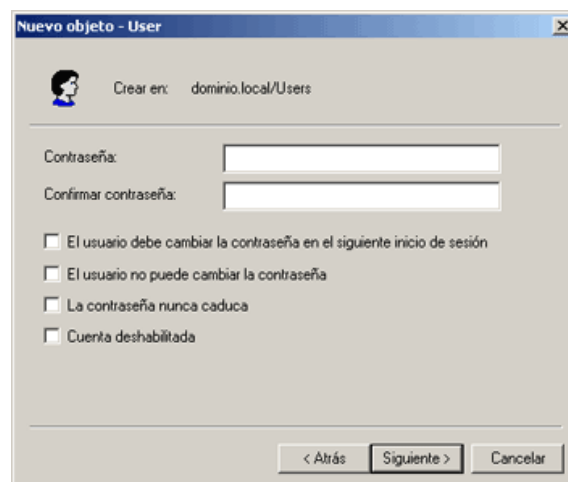 Nuevo objeto - User
Crear en: dominio.local/Users
Contraseña:
Confirmar contraseña:
El usuario debe cambiar la contraseña en el siguiente inicio de sesión
El usuario no puede cambiar la contraseña
La contraseña nunca caduca
Cuenta deshabilitada
< Atrás Siguiente > Cancelar